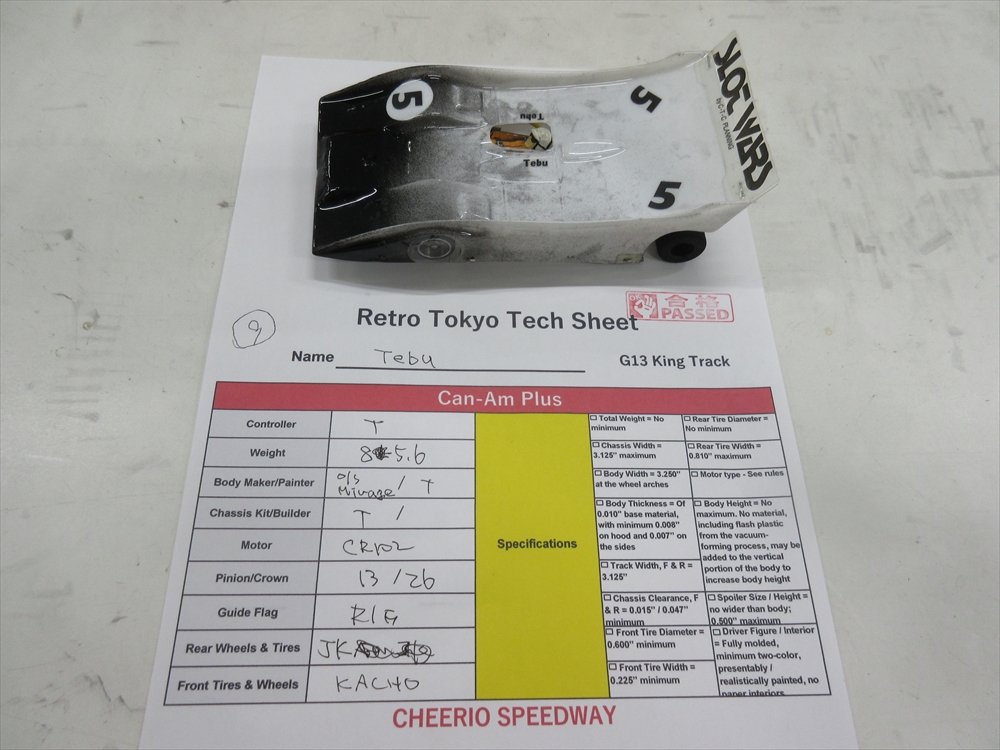 5
SLOT WARS
by C·T·C PLANNING
5
Tebu
Tebu
5
合格
PASSED
9
Retro Tokyo Tech Sheet
Name Tebu
G13 King Track
Can-Am Plus
Controller T
Weight 85.6
Body Maker/Painter o/s Mirage / T
Chassis Kit/Builder T /
Motor CR102
Pinion/Crown 13 / 26
Guide Flag
Rear Wheels & Tires JK
Front Tires & Wheels KACHO
Specifications
☐ Total Weight = No
minimum
☐ Chassis Width =
3.125" maximum
☐ Body Width = 3.250"
at the wheel arches
☐ Body Thickness = Of
0.010" base material,
with minimum 0.008"
on hood and 0.007" on
the sides
☐ Track Width, F & R =
3.125"
☐ Chassis Clearance, F
& R = 0.015" / 0.047"
minimum
☐ Front Tire Diameter =
0.600" minimum
☐ Front Tire Width =
0.225" minimum
☐ Rear Tire Diameter =
No minimum
☐ Rear Tire Width =
0.810" maximum
☐ Motor type - See rules
☐ Body Height = No
maximum. No material,
including flash plastic
from the vacuum-
forming process, may be
added to the vertical
portion of the body to
increase body height
☐ Spoiler Size / Height =
no wider than body;
0.500" maximum
☐ Driver Figure / Interior
= Fully molded,
minimum two-color,
presentably /
realistically painted, no
paper interiors
CHEERIO SPEEDWAY